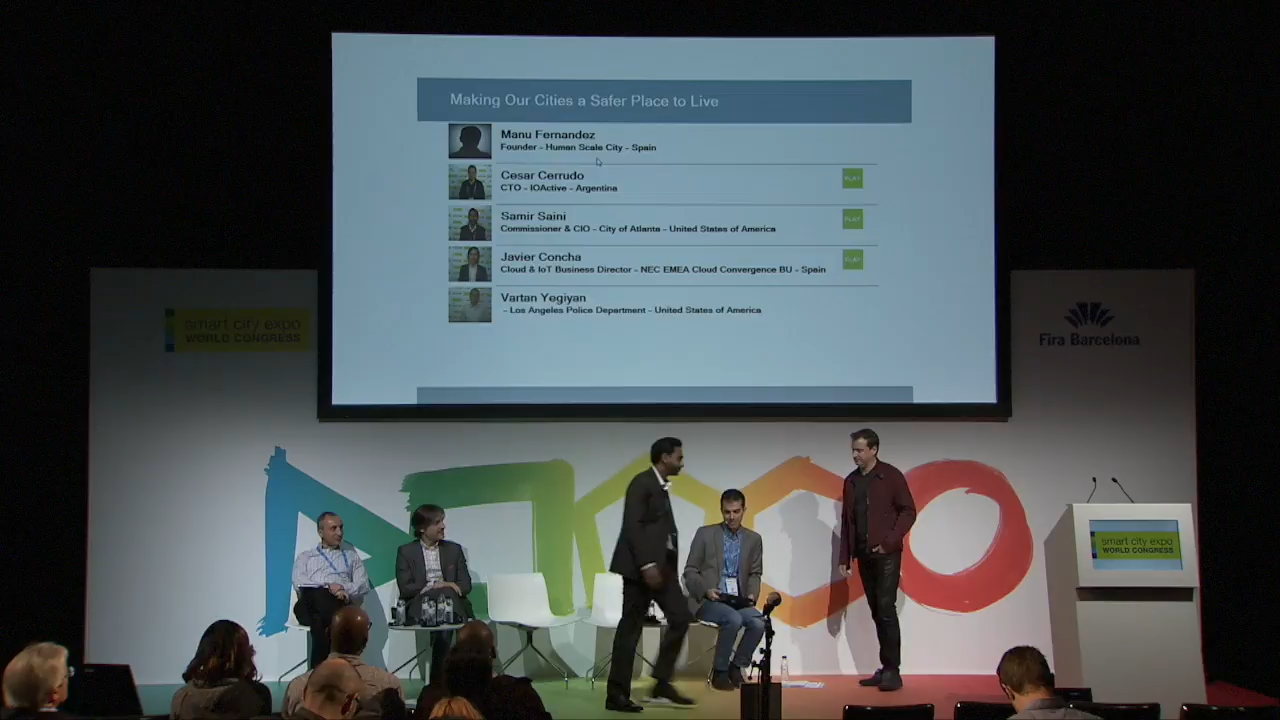 Making Our Cities a Safer Place to Live
Manu Fernandez
Founder - Human Scale City - Spain
Cesar Cerrudo
CTO - IOActive - Argentina
PLAY
Samir Saini
Commissioner & CIO - City of Atlanta - United States of America
PLAY
Javier Concha
Cloud & IoT Business Director - NEC EMEA Cloud Convergence BU - Spain
PLAY
Vartan Yegiyan
- Los Angeles Police Department - United States of America
smart city expo
WORLD CONGRESS
Fira Barcelona
smart city expo
WORLD CONGRESS